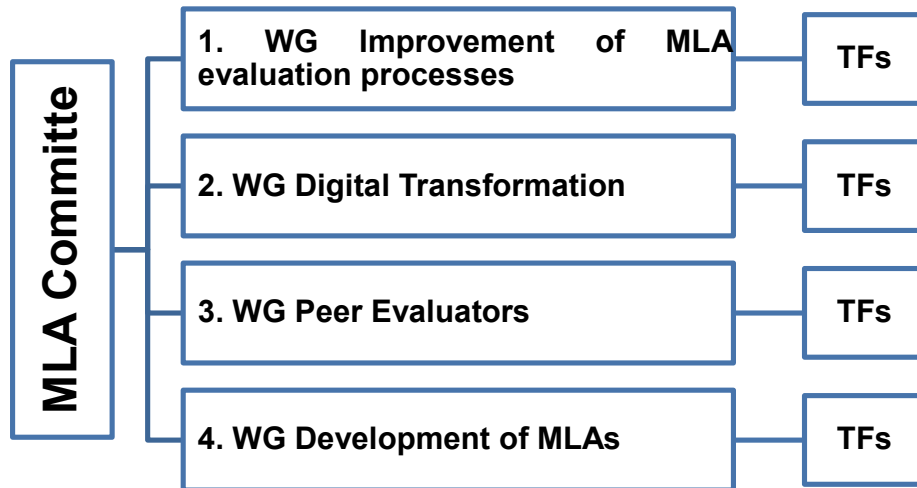 MLA Committe
1. WG Improvement of MLA
evaluation processes
TFs
2. WG Digital Transformation
TFs
3. WG Peer Evaluators
TFs
4. WG Development of MLAs
TFs